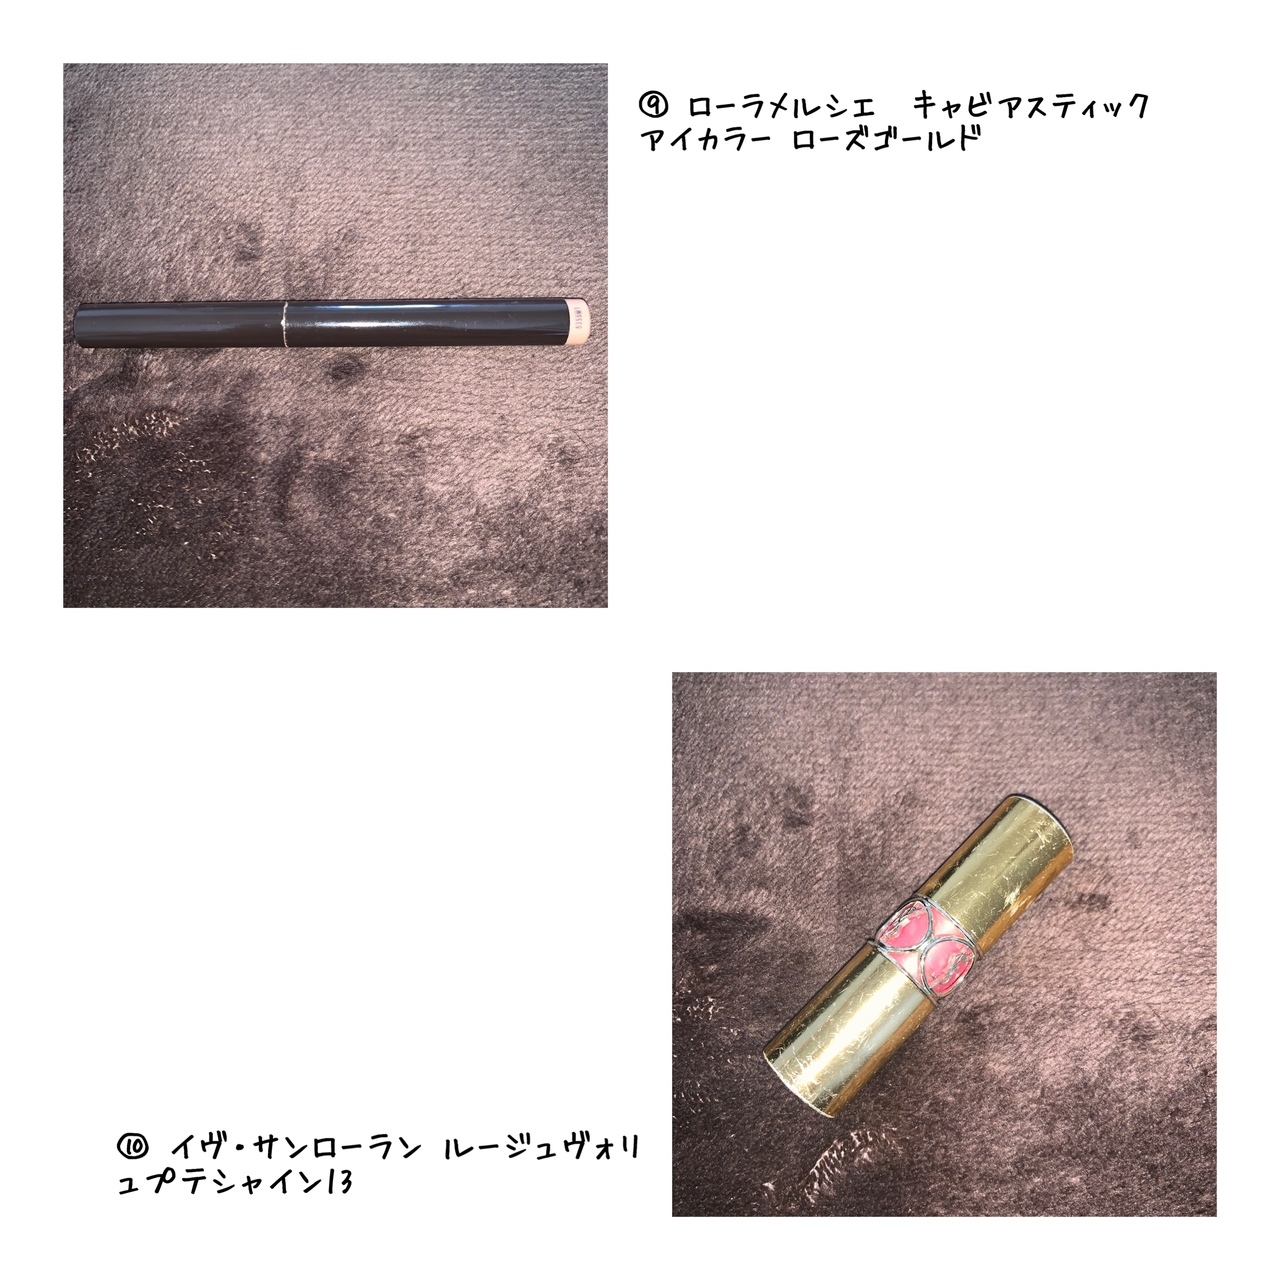 ⑨ ローラメルシエ　キャビアスティック
アイカラー ローズゴールド
⑩ イヴ・サンローラン ルージュヴォリ
ュプテシャイン13